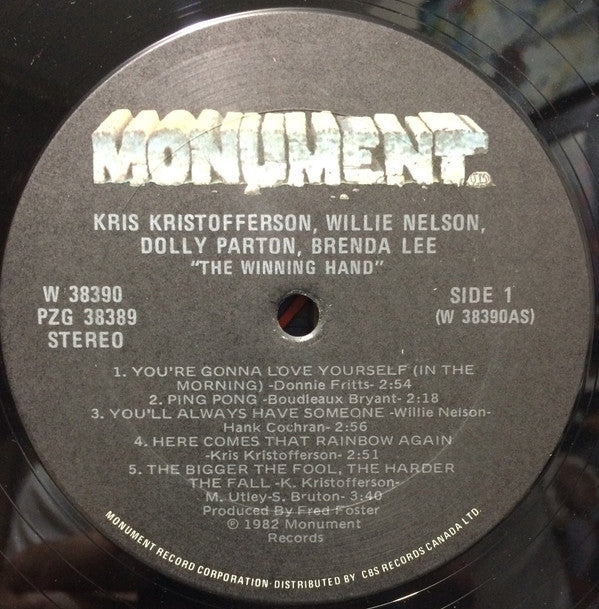 MONUMENT
KRIS KRISTOFFERSON, WILLIE NELSON,
DOLLY PARTON, BRENDA LEE
"THE WINNING HAND"
W 38390
PZG 38389
STEREO
SIDE 1
(W 38390AS)
1. YOU'RE GONNA LOVE YOURSELF (IN THE
MORNING) -Donnie Fritts- 2:54
2. PING PONG -Boudleaux Bryant- 2:18
3. YOU'LL ALWAYS HAVE SOMEONE -Willie Nelson-
Hank Cochran- 2:56
4. HERE COMES THAT RAINBOW AGAIN
-Kris Kristofferson- 2:51
5. THE BIGGER THE FOOL, THE HARDER
THE FALL -K. Kristofferson-
M. Utley-S. Bruton- 3:40
Produced By Fred Foster
℗ 1982 Monument
Records
MONUMENT RECORD CORPORATION · DISTRIBUTED BY CBS RECORDS CANADA LTD.